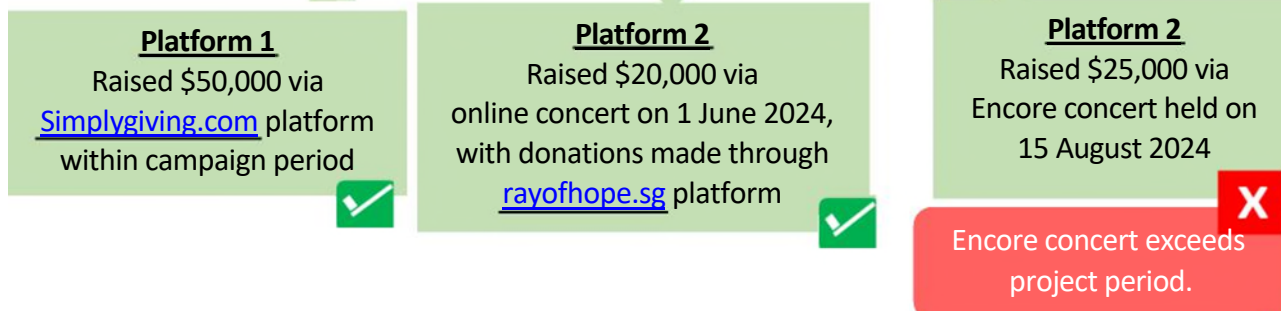 Platform 1
Raised $50,000 via
Simplygiving.com platform
within campaign period
Platform 2
Raised $20,000 via
online concert on 1 June 2024,
with donations made through
rayofhope.sg platform
Platform 2
Raised $25,000 via
Encore concert held on
15 August 2024
X
Encore concert exceeds
project period.